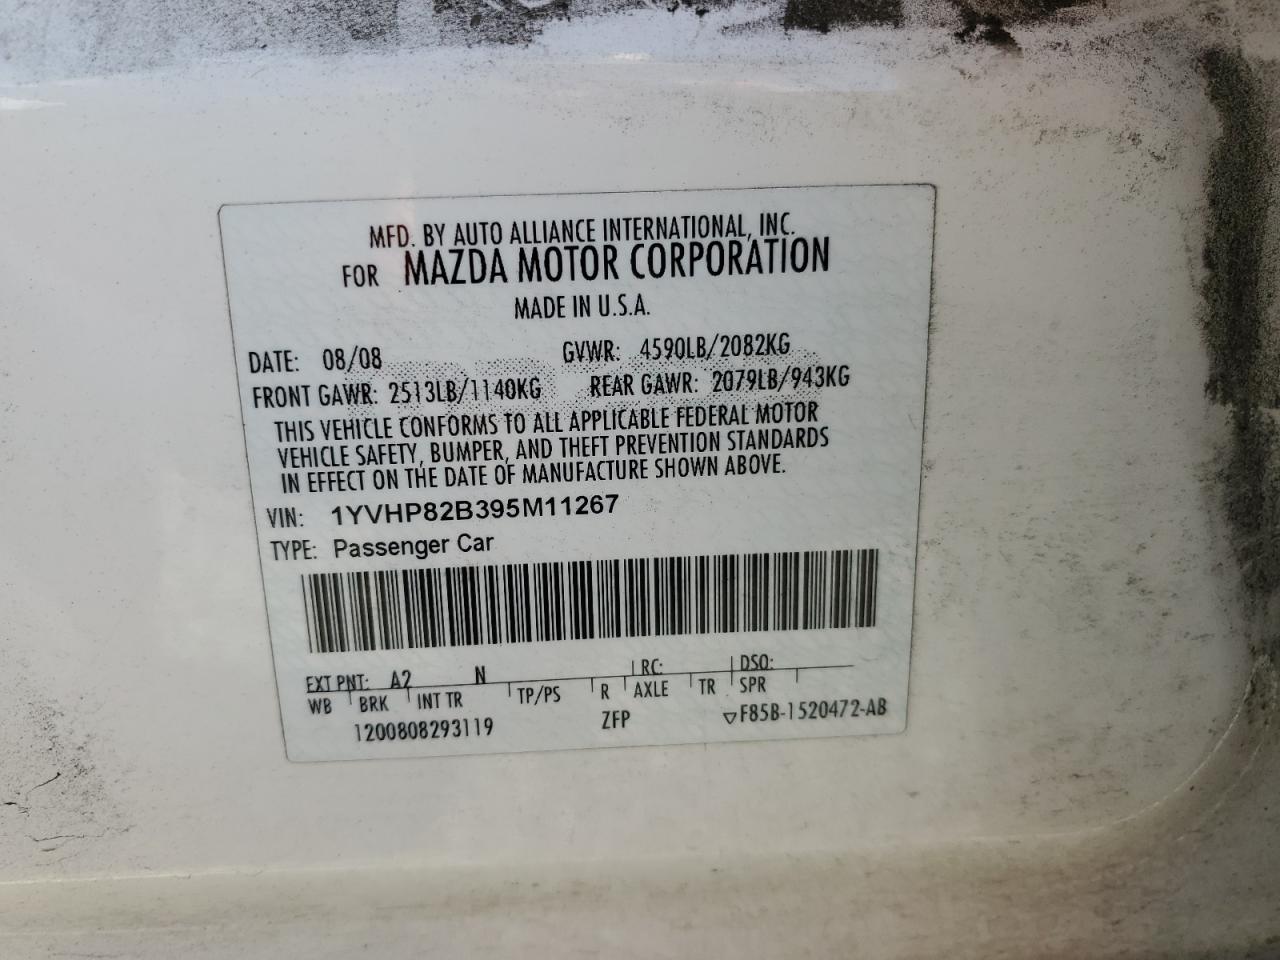 MFD. BY AUTO ALLIANCE INTERNATIONAL, INC.
FOR MAZDA MOTOR CORPORATION
MADE IN U.S.A.
DATE: 08/08 GVWR: 4590LB/2082KG
FRONT GAWR: 2513LB/1140KG REAR GAWR: 2079LB/943KG
THIS VEHICLE CONFORMS TO ALL APPLICABLE FEDERAL MOTOR
VEHICLE SAFETY, BUMPER, AND THEFT PREVENTION STANDARDS
IN EFFECT ON THE DATE OF MANUFACTURE SHOWN ABOVE.
VIN: 1YVHP82B395M11267
TYPE: Passenger Car
EXT PNT: A2 N RC: DSO:
WB BRK INT TR TP/PS R AXLE TR SPR
1200808293119 ZFP ▽F85B-1520472-AB